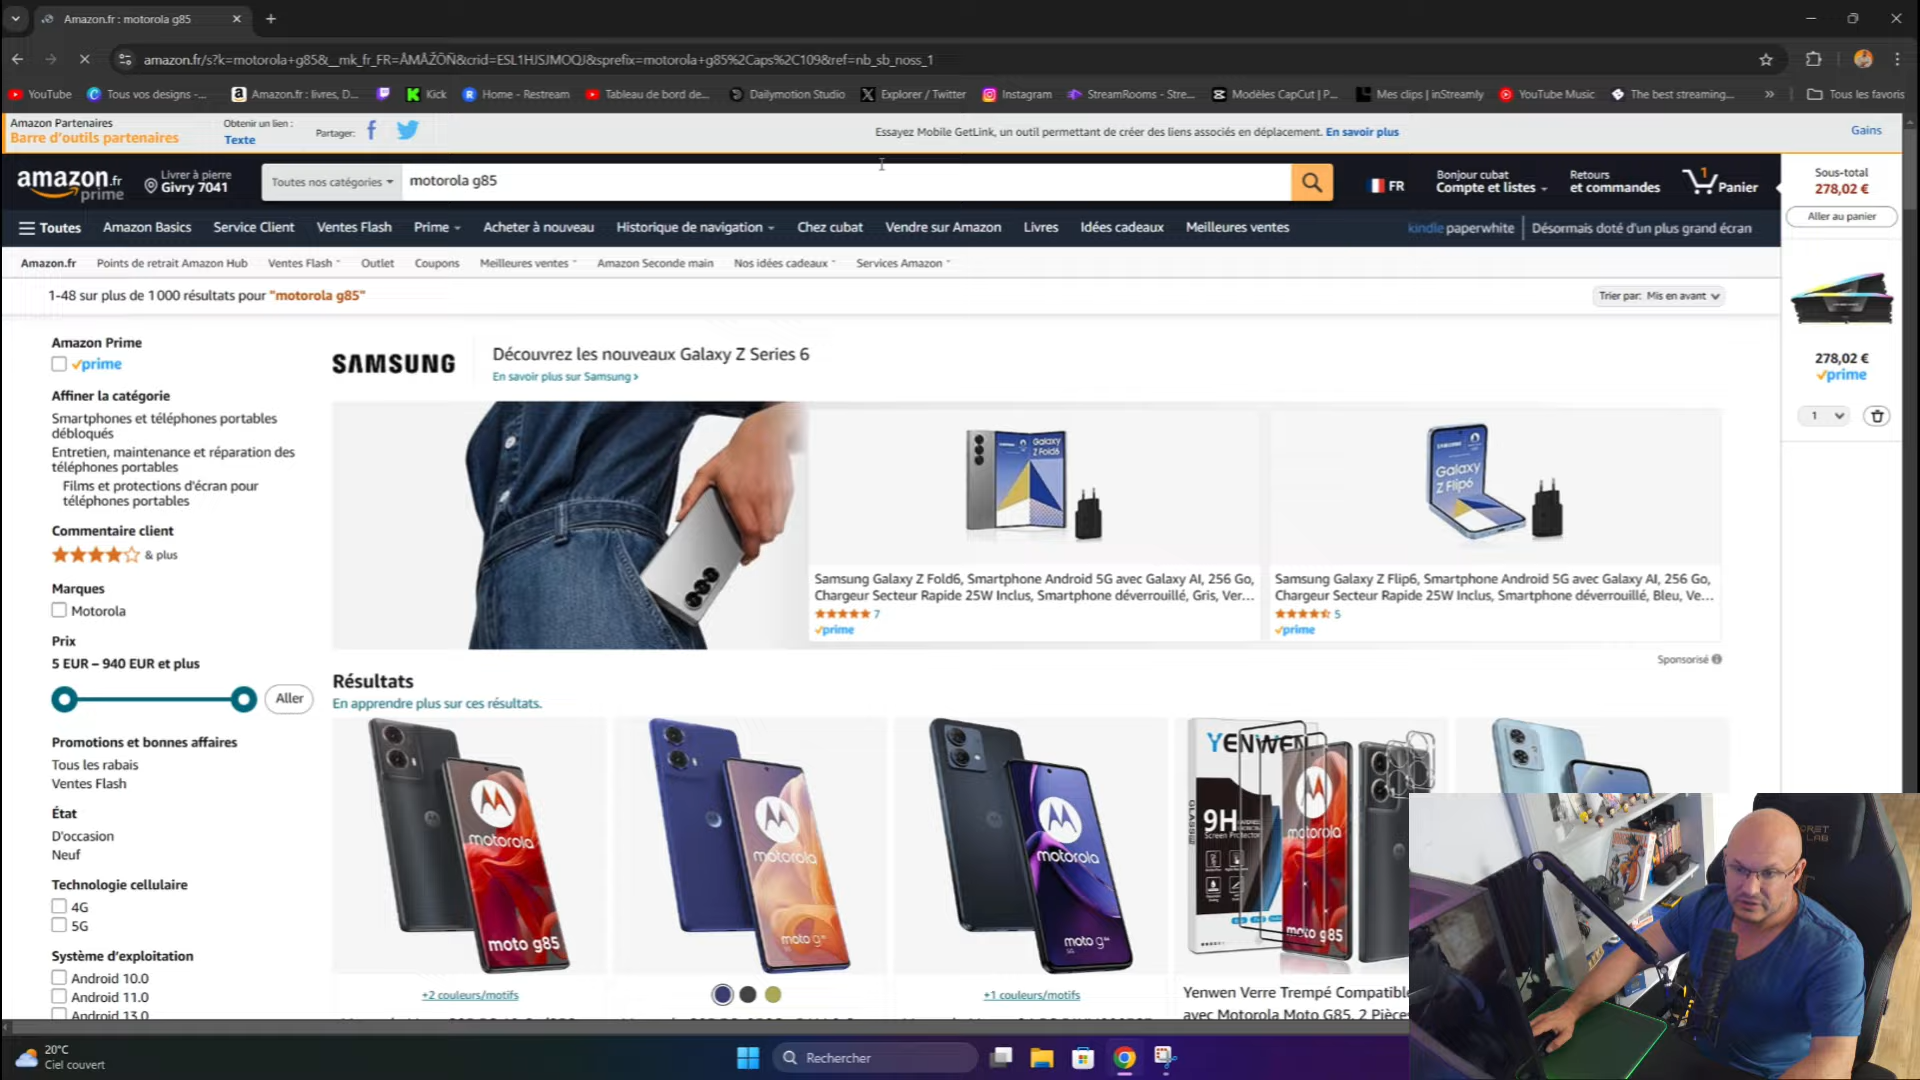 Amazon.fr : motorola g85
amazon.fr/s?k=motorola+g85&__mk_fr_FR=ÅMÅŽÕÑ&crid=ESL1HJSJMOQJ&sprefix=motorola+g85%2Caps%2C109&ref=nb_sb_noss_1
YouTube
Tous vos designs -...
Amazon.fr : livres, D...
Kick
Home - Restream
Tableau de bord de...
Dailymotion Studio
Explorer / Twitter
Instagram
StreamRooms - Stre...
Modèles CapCut | P...
Mes clips | inStreamly
YouTube Music
The best streaming...
Tous les favoris
Amazon Partenaires
Barre d'outils partenaires
Obtenir un lien :
Texte
Partager:
Essayez Mobile GetLink, un outil permettant de créer des liens associés en déplacement. En savoir plus
Gains
amazon.fr
prime
Livrer à pierre
Givry 7041
Toutes nos catégories
motorola g85
FR
Bonjour cubat
Compte et listes
Retours
et commandes
1
Panier
Sous-total
278,02 €
Aller au panier
Toutes
Amazon Basics
Service Client
Ventes Flash
Prime
Acheter à nouveau
Historique de navigation
Chez cubat
Vendre sur Amazon
Livres
Idées cadeaux
Meilleures ventes
kindle paperwhite
Désormais doté d'un plus grand écran
Amazon.fr
Points de retrait Amazon Hub
Ventes Flash
Outlet
Coupons
Meilleures ventes
Amazon Seconde main
Nos idées cadeaux
Services Amazon
1-48 sur plus de 1 000 résultats pour "motorola g85"
Trier par: Mis en avant
278,02 €
prime
1
Amazon Prime
prime
Affiner la catégorie
Smartphones et téléphones portables
débloqués
Entretien, maintenance et réparation des
téléphones portables
Films et protections d'écran pour
téléphones portables
Commentaire client
& plus
Marques
Motorola
Prix
5 EUR – 940 EUR et plus
Aller
Promotions et bonnes affaires
Tous les rabais
Ventes Flash
État
D'occasion
Neuf
Technologie cellulaire
4G
5G
Système d'exploitation
Android 10.0
Android 11.0
Android 13.0
SAMSUNG
Découvrez les nouveaux Galaxy Z Series 6
En savoir plus sur Samsung
Galaxy
Z Fold6
Galaxy
Z Flip6
Samsung Galaxy Z Fold6, Smartphone Android 5G avec Galaxy AI, 256 Go,
Chargeur Secteur Rapide 25W Inclus, Smartphone déverrouillé, Gris, Ver...
7
prime
Samsung Galaxy Z Flip6, Smartphone Android 5G avec Galaxy AI, 256 Go,
Chargeur Secteur Rapide 25W Inclus, Smartphone déverrouillé, Bleu, Ve...
5
prime
Sponsorisé
Résultats
En apprendre plus sur ces résultats.
motorola
moto g85
motorola
moto g
motorola
moto g
YENWEN
9H
Screen Protector
motorola
moto g85
+2 couleurs/motifs
+1 couleurs/motifs
Yenwen Verre Trempé Compatible
avec Motorola Moto G85, 2 Pièces
20°C
Ciel couvert
Rechercher